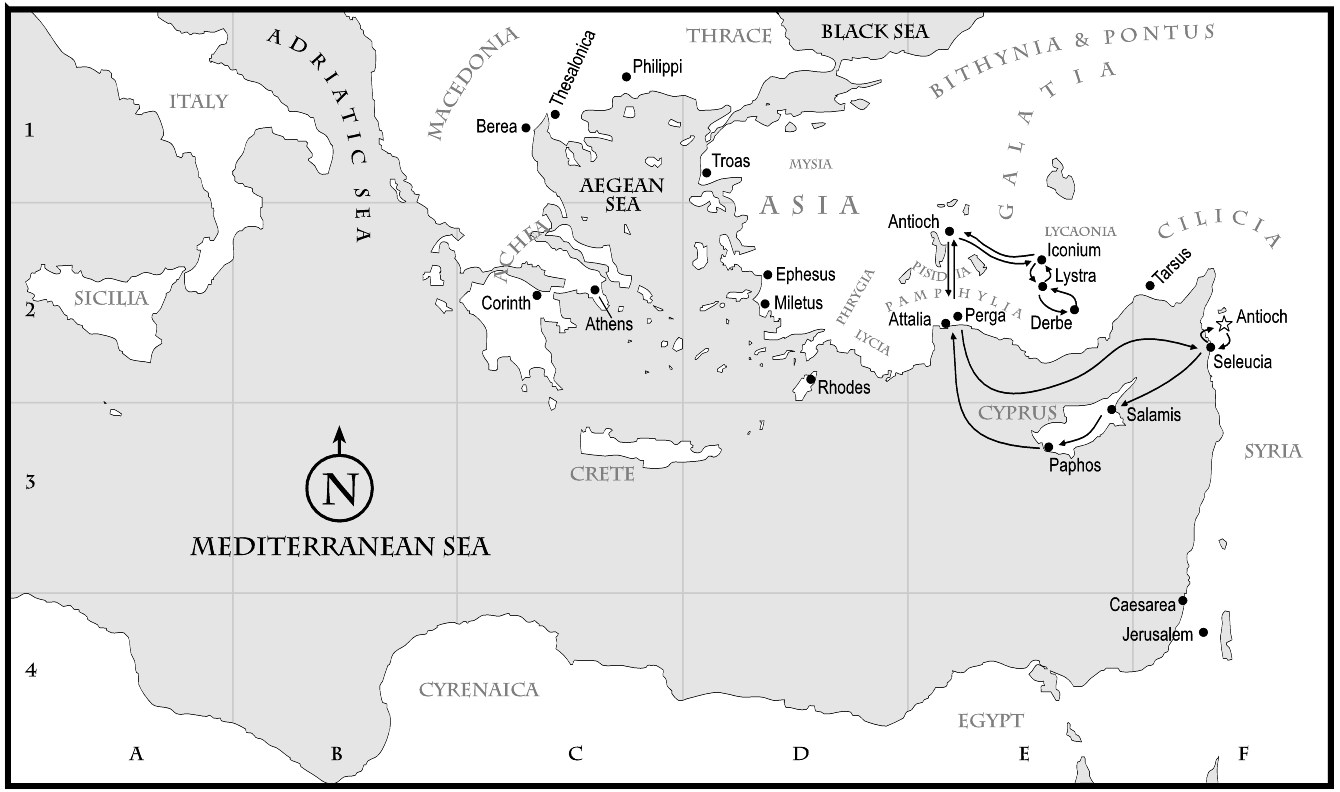 ADRIATIC SEA
MACEDONIA
Thesalonica
THRACE
BLACK SEA
BITHYNIA & PONTUS
Philippi
GALATIA
ITALY
1
Berea
Troas
MYSIA
AEGEAN
SEA
ASIA
ACHEA
Antioch
LYCAONIA
CILICIA
Iconium
PISIDIA
Lystra
Tarsus
SICILIA
Ephesus
PHRYGIA
PAMPHYLIA
2
Corinth
Miletus
Athens
Attalia
Perga
Derbe
Antioch
LYCIA
Seleucia
Rhodes
CYPRUS
Salamis
N
CRETE
Paphos
SYRIA
3
MEDITERRANEAN SEA
Caesarea
Jerusalem
4
CYRENAICA
EGYPT
A
B
C
D
E
F